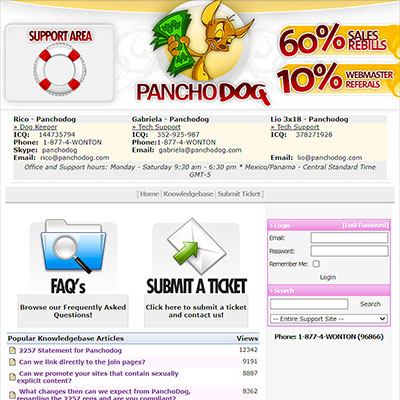 SUPPORT AREA
PANCHODOG
60% SALES REBILLS
10% WEBMASTER REFERALS
Rico - Panchodog
» Dog Keeper
ICQ: 144735794
Phone: 1-877-4-WONTON
Skype: panchodog
Email: rico@panchodog.com
Gabriela - Panchodog
» Tech Support
ICQ: 352-925-987
Phone:1-877-4-WONTON
Email: gabriela@panchodog.com
Lio 3x18 - Panchodog
» Tech Support
ICQ: 638271928
Email: lio@panchodog.com
Office and Support hours: Monday - Saturday 9:30 am - 6:30 pm * Mexico/Panama - Central Standard Time GMT-5
[ Home | Knowledgebase | Submit Ticket ]
FAQ's
Browse our Frequently Asked
Questions!
SUBMIT A TICKET
Click here to submit a ticket
and contact us!
» Login [Lost Password]
Email:
Password:
Remember Me:
Login
» Search
Search
-- Entire Support Site --
Phone: 1-877-4-WONTON (96866)
Popular Knowledgebase Articles Views
2257 Statement for Panchodog 12342
Can we link directly to the join pages? 9191
Can we promote your sites that contain sexually
explicit content? 8887
What changes then can we expect from PanchoDog, 8362
regarding the 2257 regs and are you compliant?